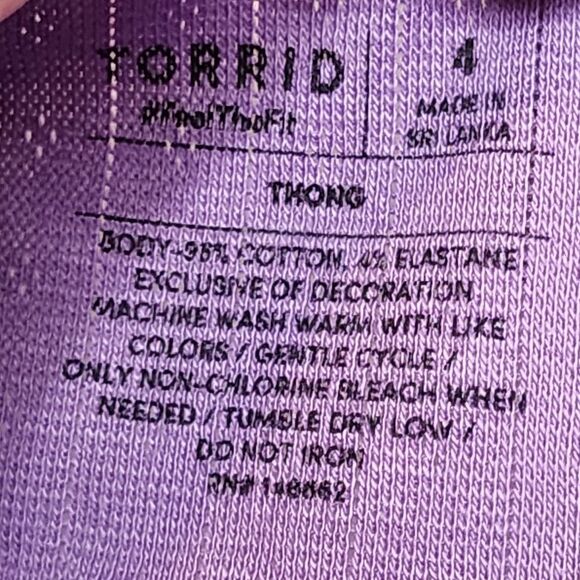 TORRID
4
#FeelTheFit
MADE IN
SRI LANKA
THONG
BODY-96% COTTON, 4% ELASTANE
EXCLUSIVE OF DECORATION
MACHINE WASH WARM WITH LIKE
COLORS / GENTLE CYCLE /
ONLY NON-CHLORINE BLEACH WHEN
NEEDED / TUMBLE DRY LOW /
DO NOT IRON
RN#